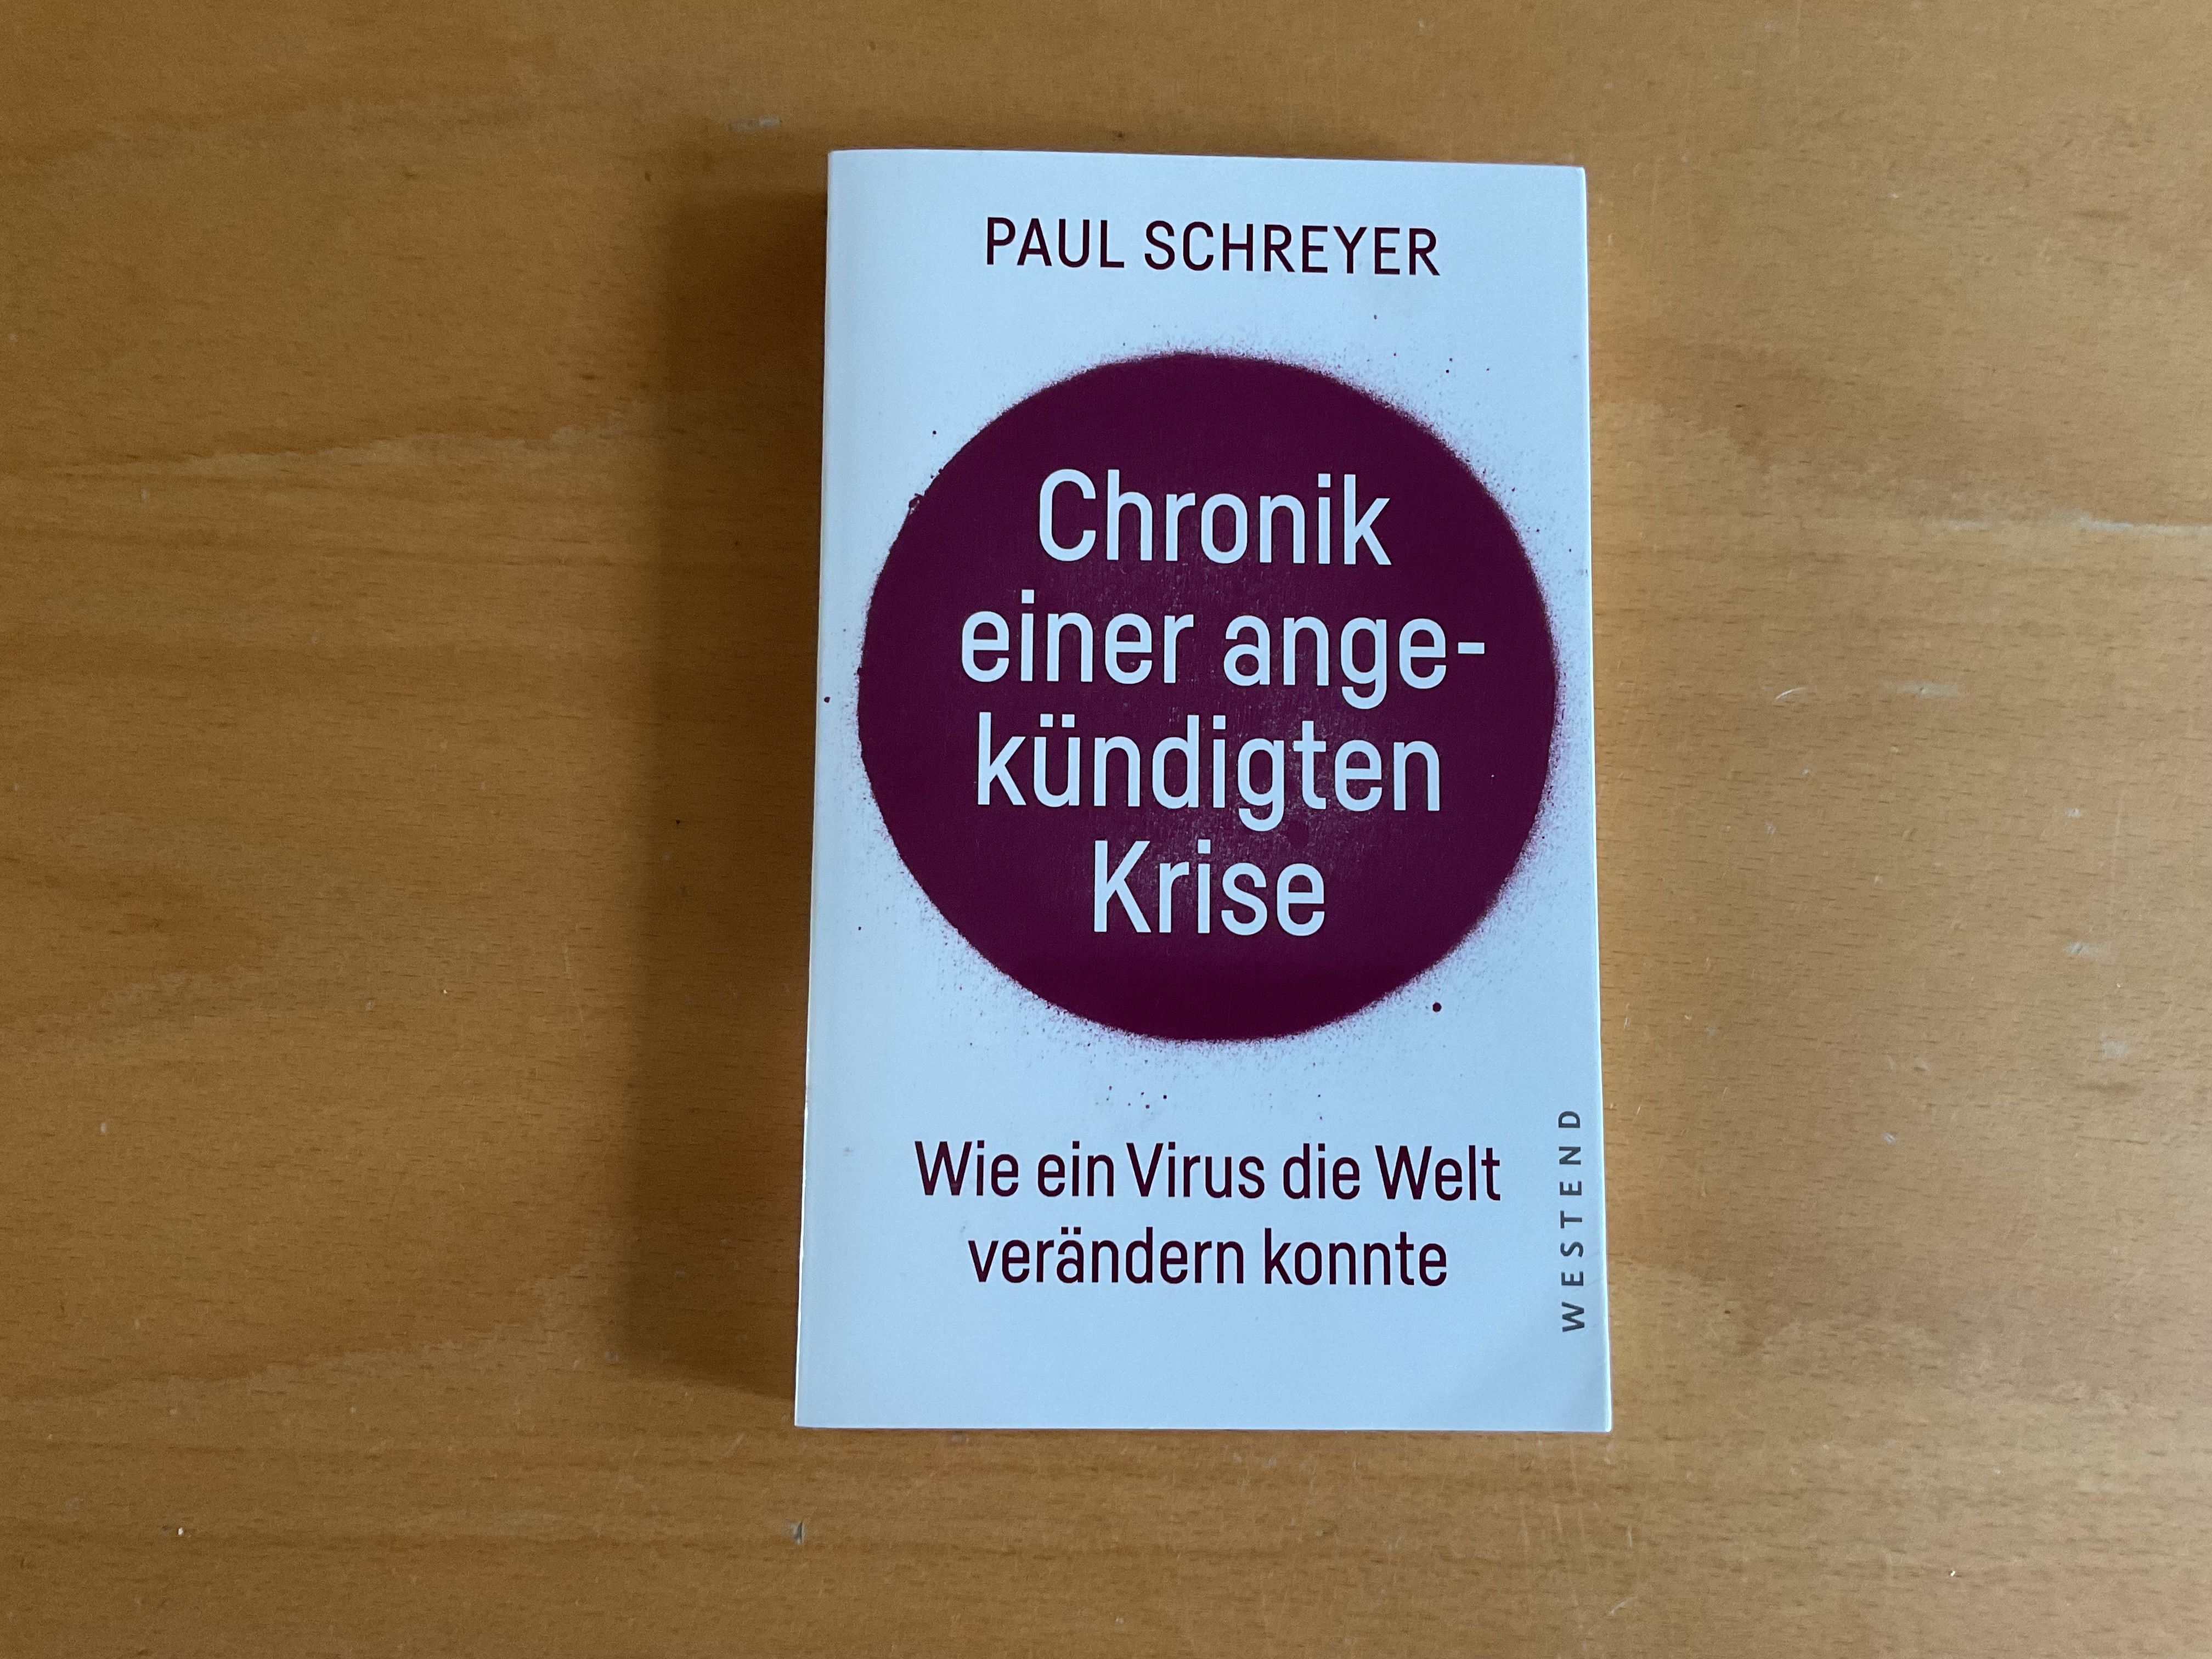 PAUL SCHREYER
Chronik
einer ange-
kündigten
Krise
Wie ein Virus die Welt
verändern konnte
WESTEND